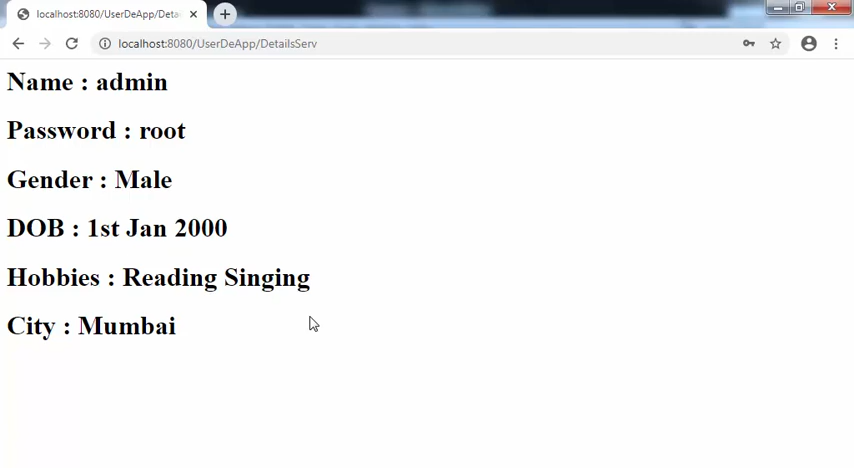 localhost:8080/UserDeApp/Deta
localhost:8080/UserDeApp/DetailsServ
Name : admin
Password : root
Gender : Male
DOB : 1st Jan 2000
Hobbies : Reading Singing
City : Mumbai